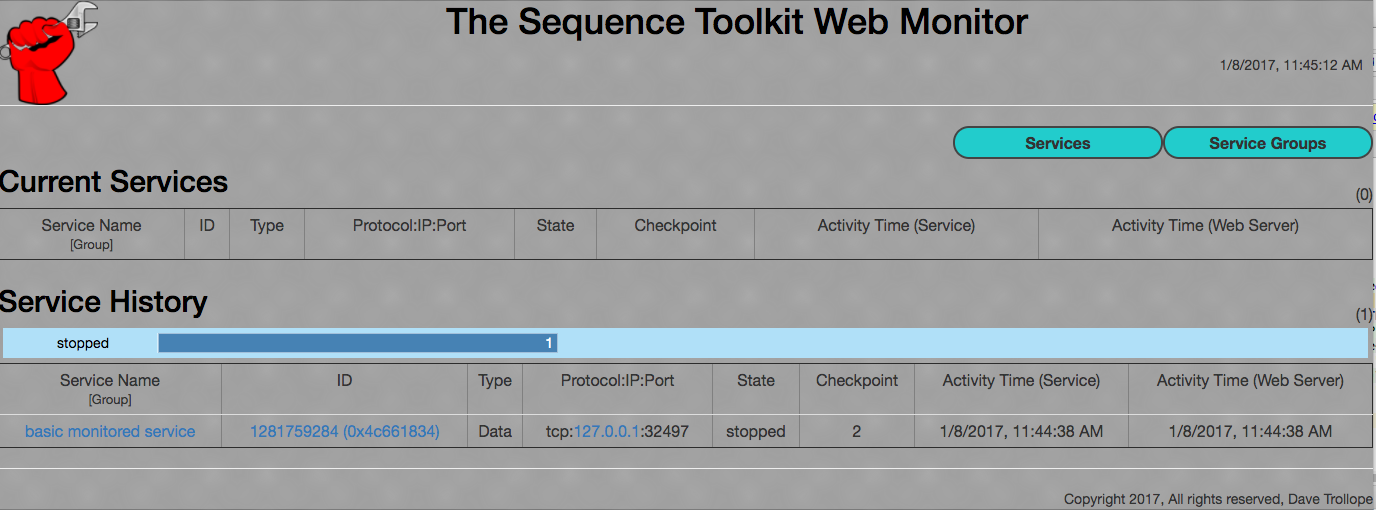 The Sequence Toolkit Web Monitor
1/8/2017, 11:45:12 AM
Services Service Groups
Current Services
(0)
Service Name ID Type Protocol:IP:Port State Checkpoint Activity Time (Service) Activity Time (Web Server)
[Group]
Service History
(1)
stopped 1
Service Name ID Type Protocol:IP:Port State Checkpoint Activity Time (Service) Activity Time (Web Server)
[Group]
basic monitored service 1281759284 (0x4c661834) Data tcp:127.0.0.1:32497 stopped 2 1/8/2017, 11:44:38 AM 1/8/2017, 11:44:38 AM
Copyright 2017, All rights reserved, Dave Trollope